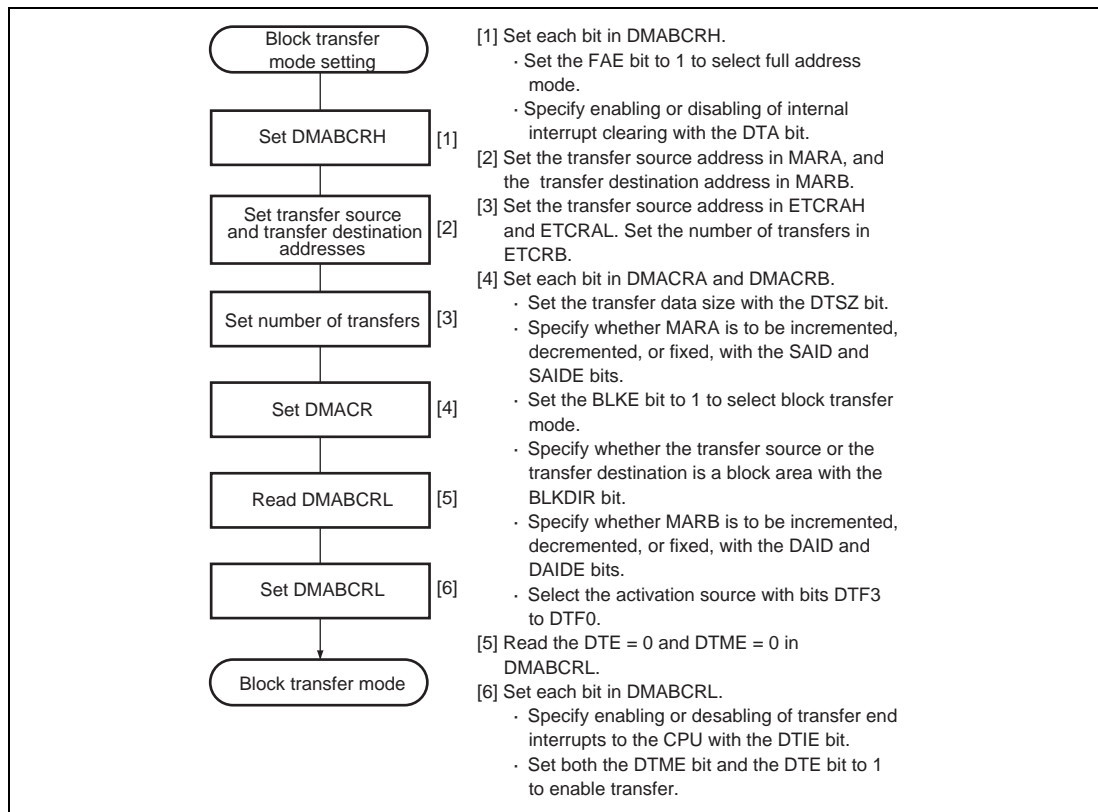 Block transfer
mode setting
Set DMABCRH
[1]
Set transfer source
and transfer destination
addresses
[2]
Set number of transfers
[3]
Set DMACR
[4]
Read DMABCRL
[5]
Set DMABCRL
[6]
Block transfer mode
[1] Set each bit in DMABCRH.
· Set the FAE bit to 1 to select full address
mode.
· Specify enabling or disabling of internal
interrupt clearing with the DTA bit.
[2] Set the transfer source address in MARA, and
the transfer destination address in MARB.
[3] Set the transfer source address in ETCRAH
and ETCRAL. Set the number of transfers in
ETCRB.
[4] Set each bit in DMACRA and DMACRB.
· Set the transfer data size with the DTSZ bit.
· Specify whether MARA is to be incremented,
decremented, or fixed, with the SAID and
SAIDE bits.
· Set the BLKE bit to 1 to select block transfer
mode.
· Specify whether the transfer source or the
transfer destination is a block area with the
BLKDIR bit.
· Specify whether MARB is to be incremented,
decremented, or fixed, with the DAID and
DAIDE bits.
· Select the activation source with bits DTF3
to DTF0.
[5] Read the DTE = 0 and DTME = 0 in
DMABCRL.
[6] Set each bit in DMABCRL.
· Specify enabling or desabling of transfer end
interrupts to the CPU with the DTIE bit.
· Set both the DTME bit and the DTE bit to 1
to enable transfer.